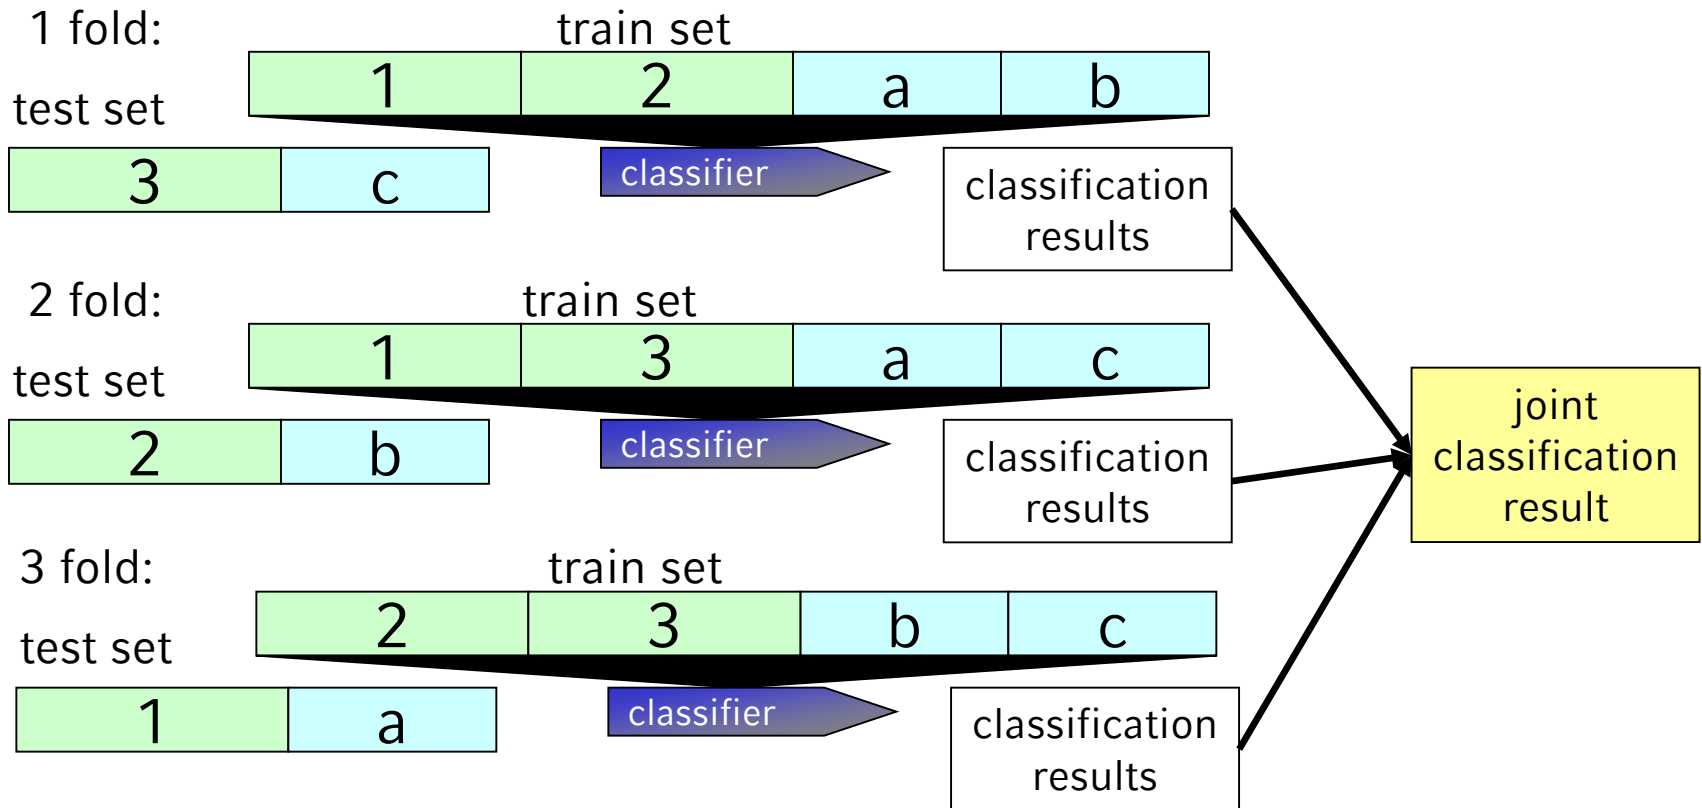 1 fold:
train set
1 2 a b
test set
3 c
classifier
classification
results
2 fold:
train set
1 3 a c
test set
2 b
classifier
classification
results
joint
classification
result
3 fold:
train set
2 3 b c
test set
1 a
classifier
classification
results